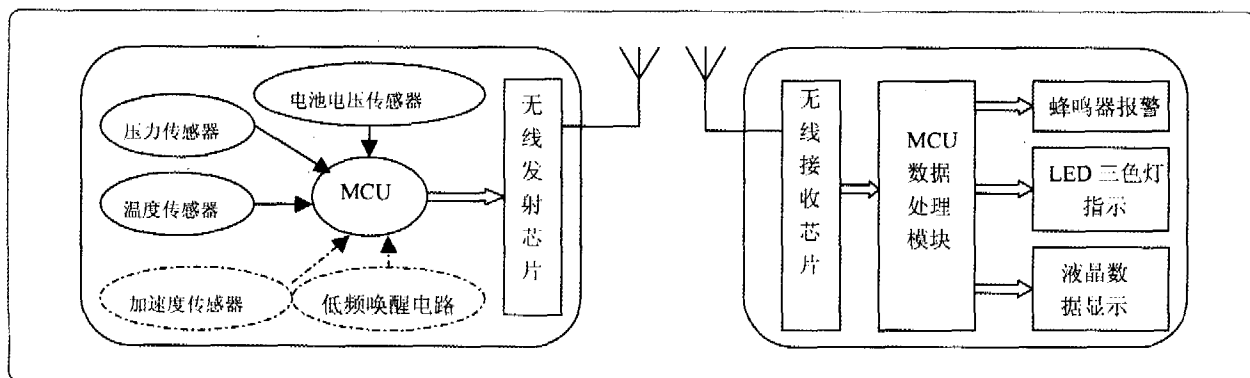 电池电压传感器
压力传感器
MCU
温度传感器
加速度传感器
低频唤醒电路
无线发射芯片
无线接收芯片
MCU
数据
处理
模块
蜂鸣器报警
LED 三色灯
指示
液晶数
据显示